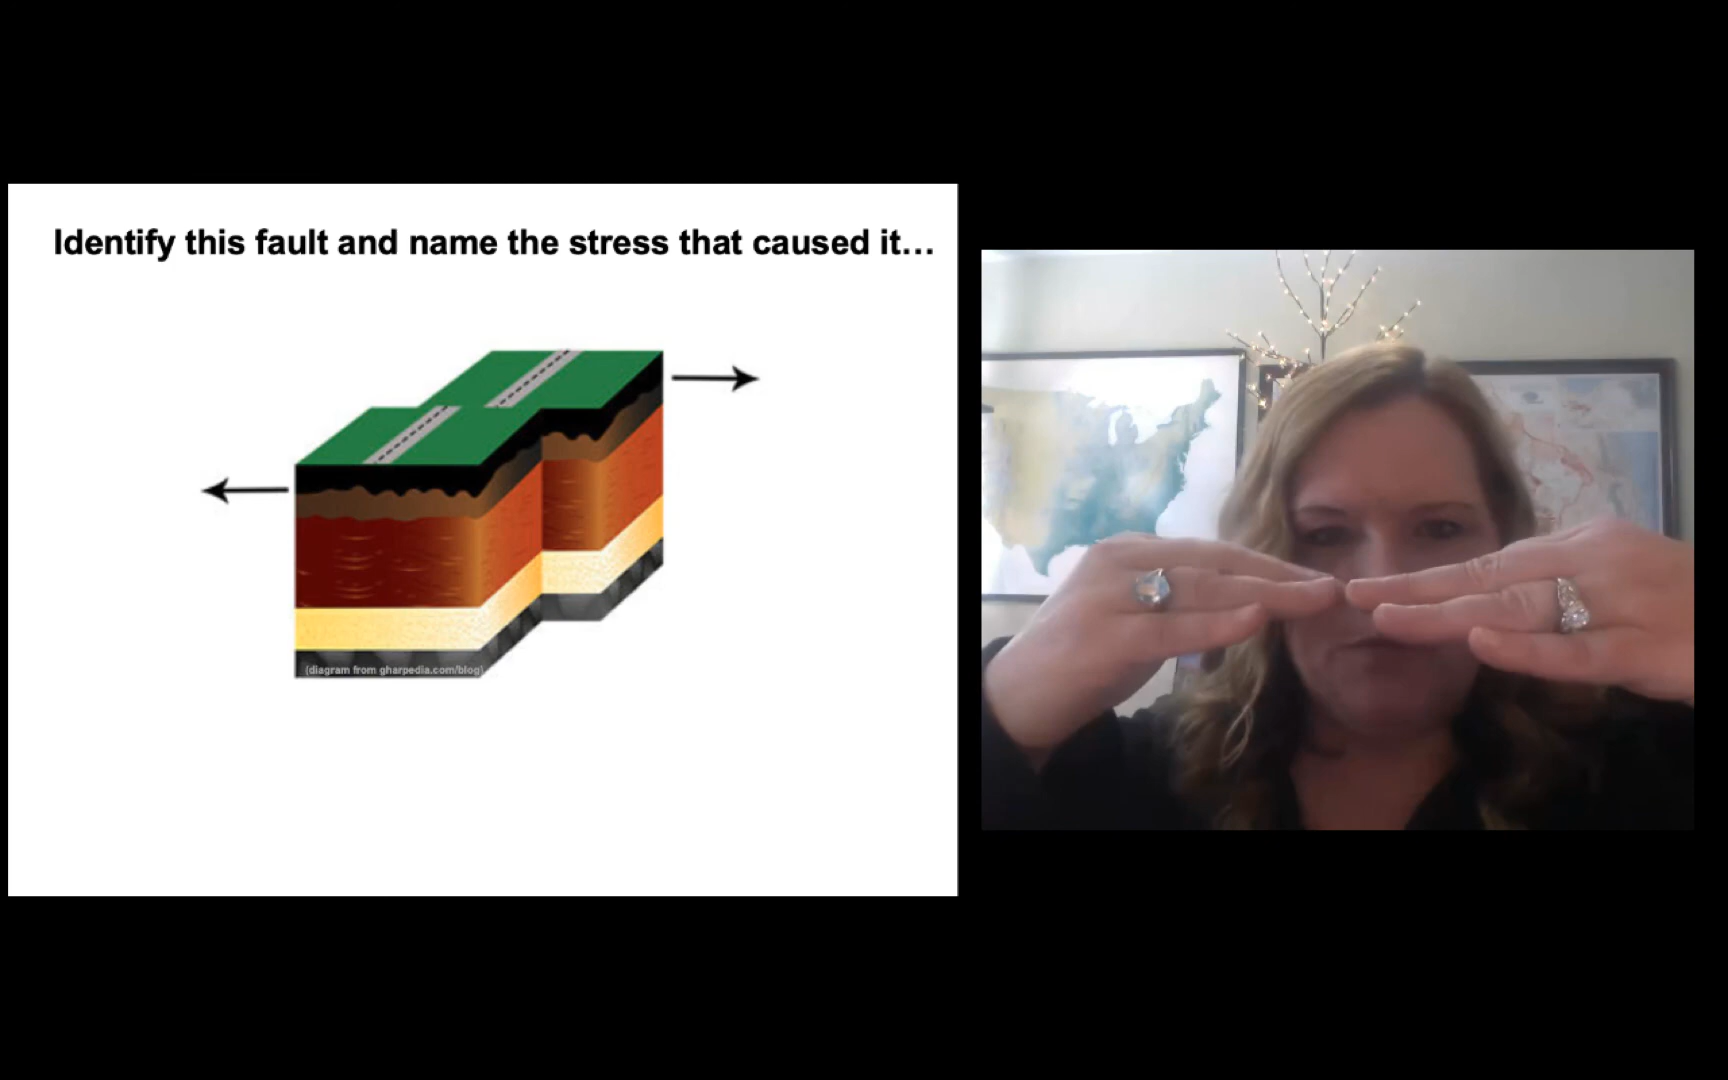 Identify this fault and name the stress that caused it...
(diagram from gharpedia.com/blog)